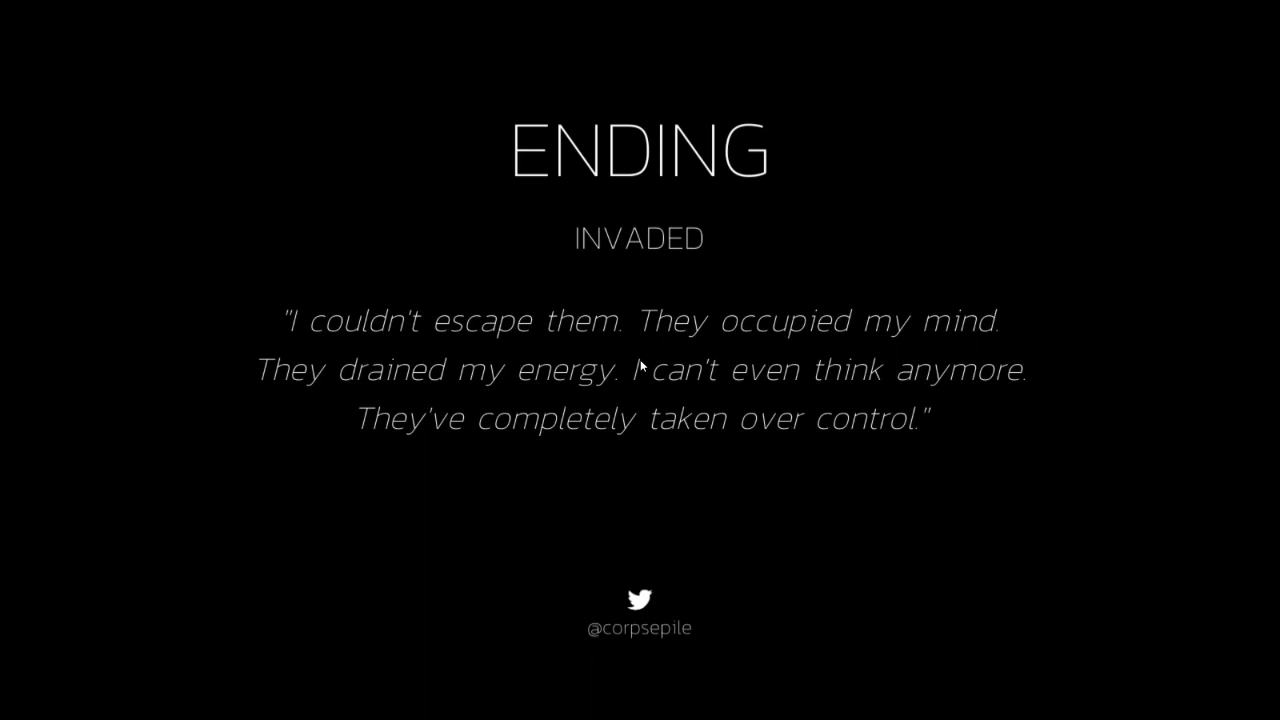 ENDING
INVADED
"I couldn't escape them. They occupied my mind.
They drained my energy. I can't even think anymore.
They've completely taken over control."
@corpsepile